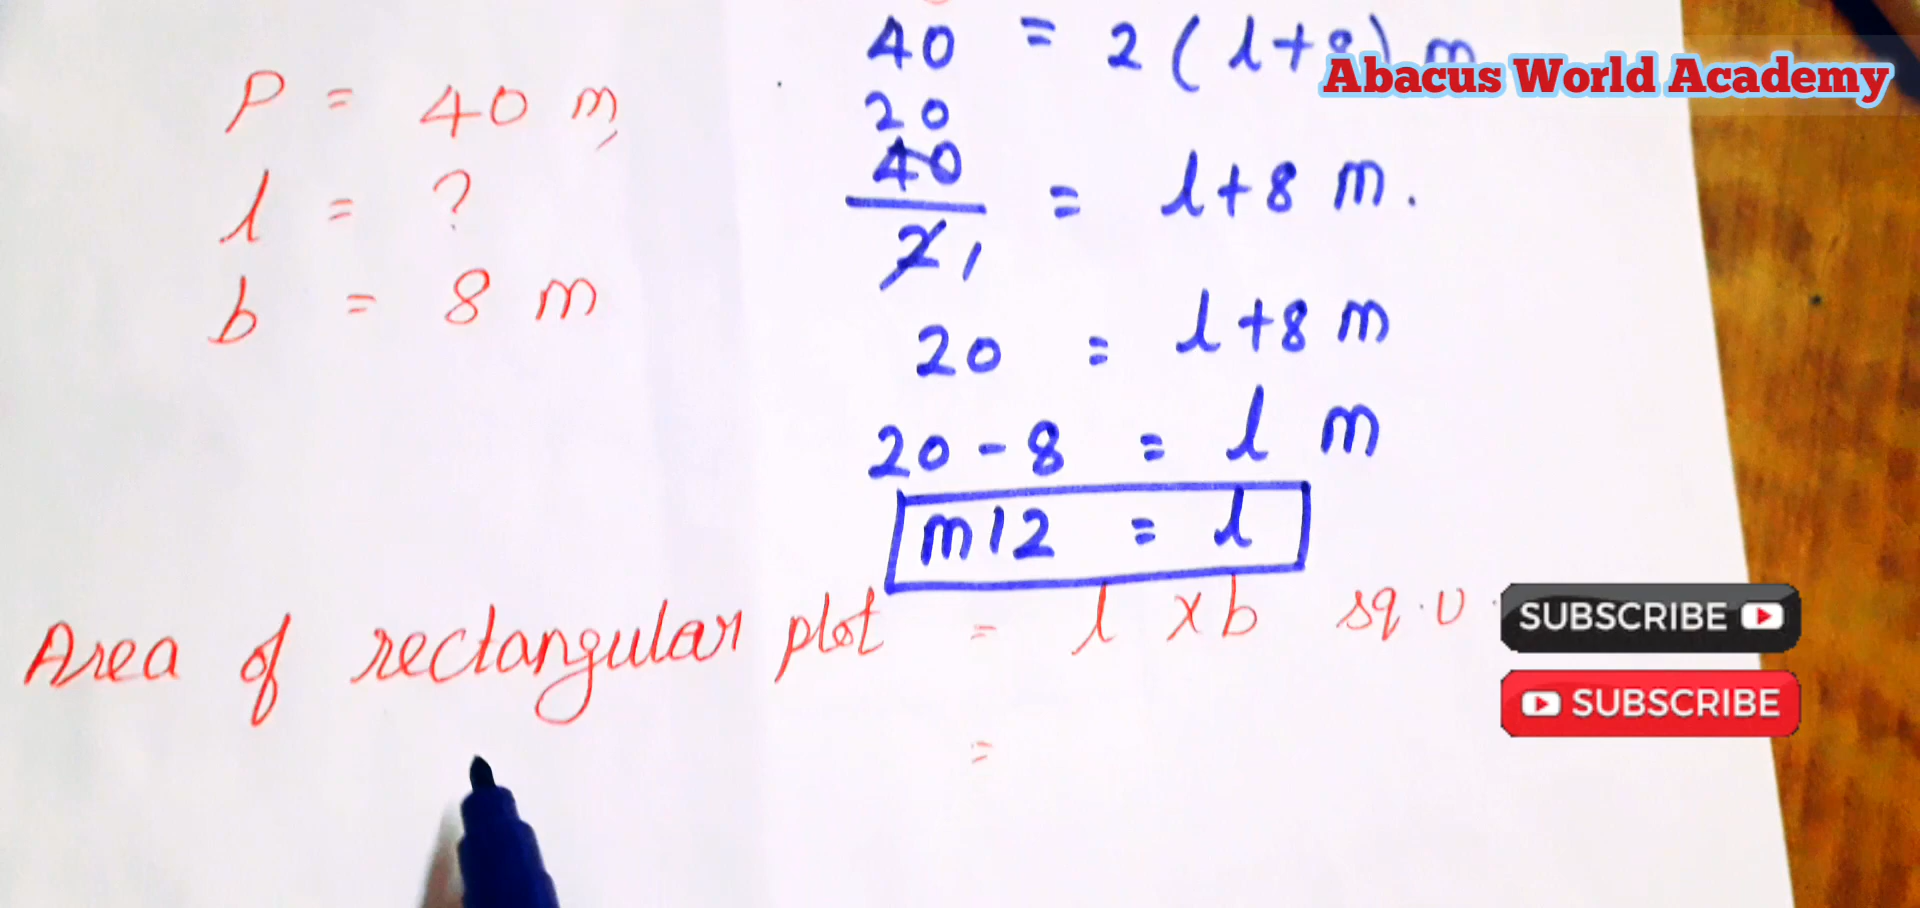 P = 40 m
l = ?
b = 8 m
40 = 2 ( l + 8 ) m
Abacus World Academy
20
40
= l + 8 m.
2 1
20 = l + 8 m
20 - 8 = l m
m 12 = l
Area of rectangular plot = l x b sq. u
=
SUBSCRIBE
SUBSCRIBE